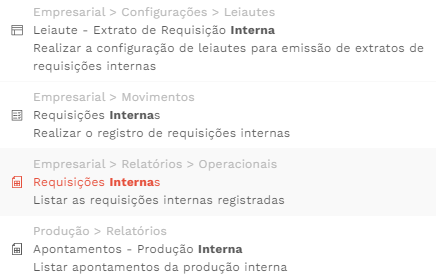 Empresarial > Configurações > Leiautes
Leiaute - Extrato de Requisição Interna
Realizar a configuração de leiautes para emissão de extratos de
requisições internas
Empresarial > Movimentos
Requisições Internas
Realizar o registro de requisições internas
Empresarial > Relatórios > Operacionais
Requisições Internas
Listar as requisições internas registradas
Produção > Relatórios
Apontamentos - Produção Interna
Listar apontamentos da produção interna